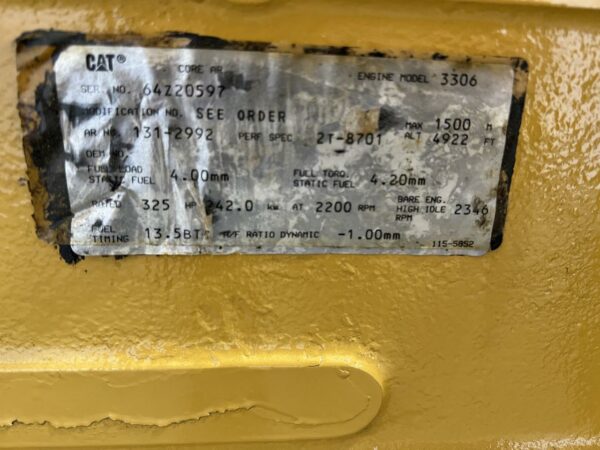 CAT® CORE AR ENGINE MODEL 3306
SER. NO. 64Z20597
MODIFICATION NO. SEE ORDER
AR NO. 131-2992 PERF SPEC 2T-8701 MAX ALT 1500 M 4922 FT
OEM NO.
FULL LOAD STATIC FUEL 4.00mm FULL TORQ. STATIC FUEL 4.20mm
RATED 325 HP 242.0 kw AT 2200 RPM BARE ENG. HIGH IDLE RPM 2346
FUEL TIMING 13.5BT A/F RATIO DYNAMIC -1.00mm
115-5852